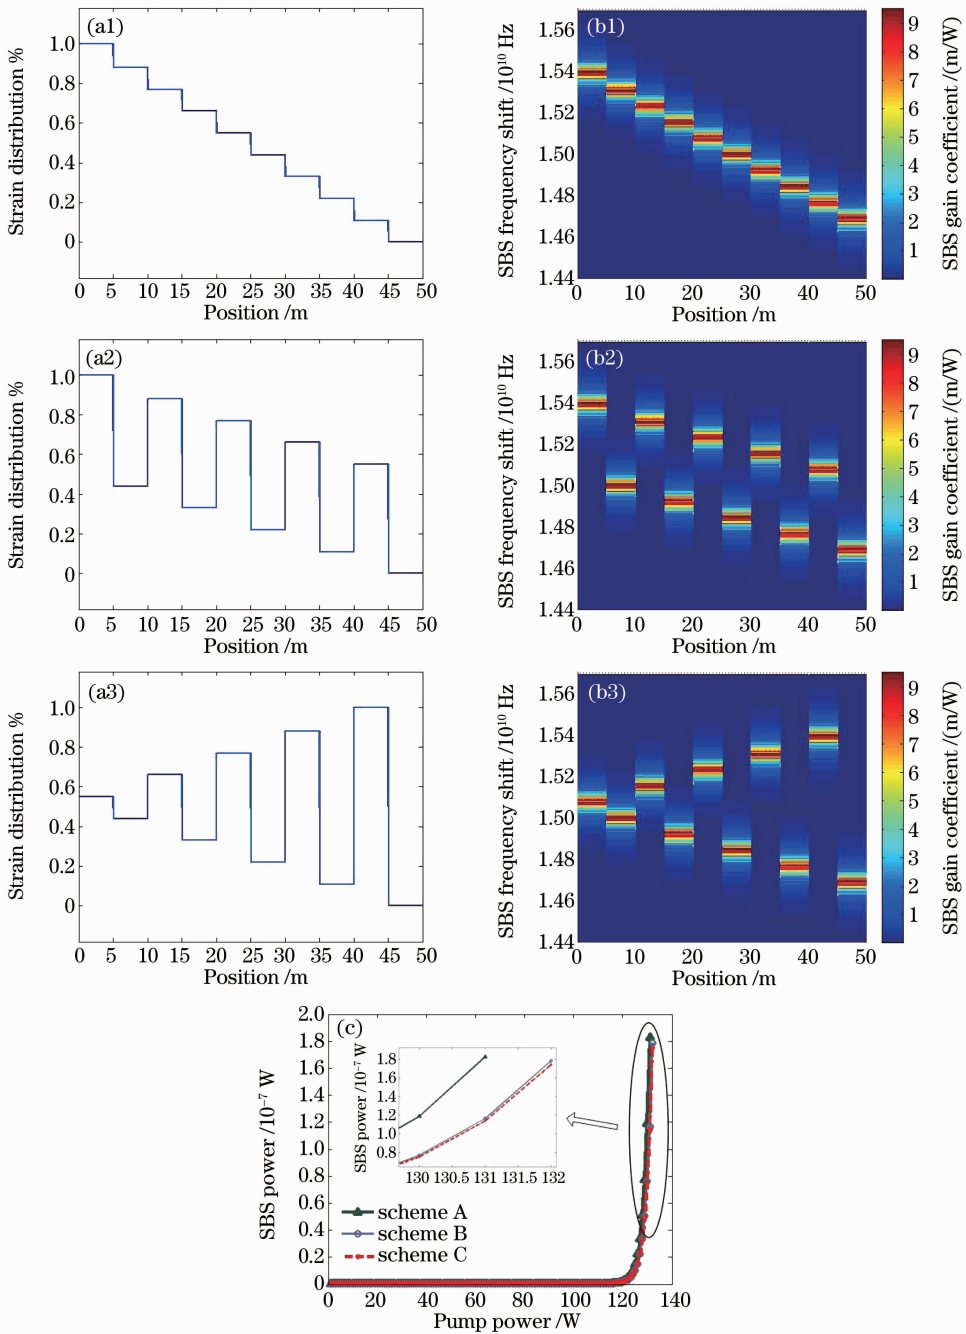 (a1)
Strain distribution %
1.0
0.8
0.6
0.4
0.2
0
0 5 10 15 20 25 30 35 40 45 50
Position /m
(b1)
SBS frequency shift /10¹⁰ Hz
1.56
1.54
1.52
1.50
1.48
1.46
1.44
0 10 20 30 40 50
Position /m
9
8
7
6
5
4
3
2
1
SBS gain coefficient /(m/W)
(a2)
Strain distribution %
1.0
0.8
0.6
0.4
0.2
0
0 5 10 15 20 25 30 35 40 45 50
Position /m
(b2)
SBS frequency shift /10¹⁰ Hz
1.56
1.54
1.52
1.50
1.48
1.46
1.44
0 10 20 30 40 50
Position /m
9
8
7
6
5
4
3
2
1
SBS gain coefficient /(m/W)
(a3)
Strain distribution %
1.0
0.8
0.6
0.4
0.2
0
0 5 10 15 20 25 30 35 40 45 50
Position /m
(b3)
SBS frequency shift /10¹⁰ Hz
1.56
1.54
1.52
1.50
1.48
1.46
1.44
0 10 20 30 40 50
Position /m
9
8
7
6
5
4
3
2
1
SBS gain coefficient /(m/W)
(c)
SBS power /10⁻⁷ W
2.0
1.8
1.6
1.4
1.2
1.0
0.8
0.6
0.4
0.2
0
SBS power /10⁻⁷ W
1.8
1.6
1.4
1.2
1.0
0.8
130 130.5 131 131.5 132
scheme A
scheme B
scheme C
0 20 40 60 80 100 120 140
Pump power /W